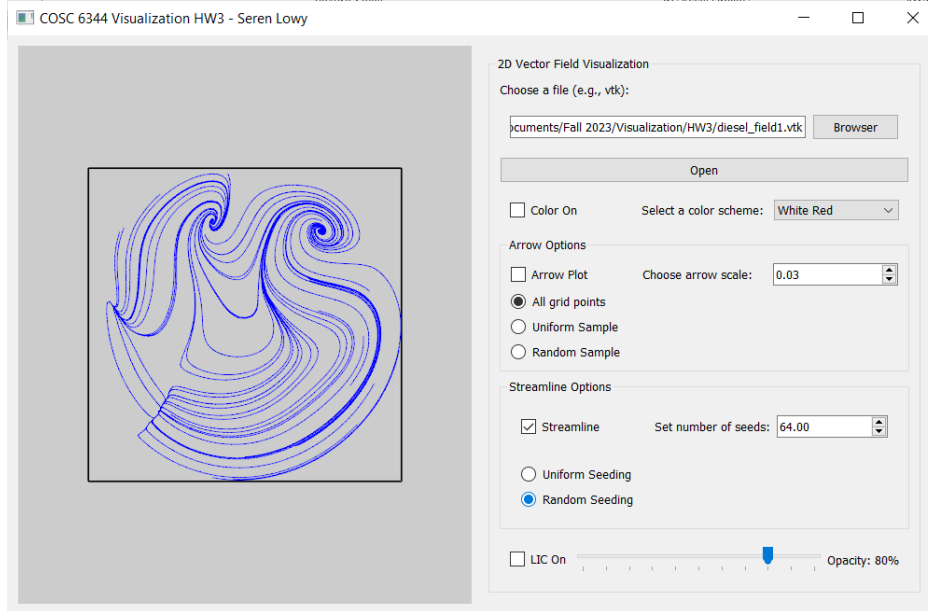 COSC 6344 Visualization HW3 - Seren Lowy
2D Vector Field Visualization
Choose a file (e.g., vtk):
ocuments/Fall 2023/Visualization/HW3/diesel_field1.vtk Browser
Open
Color On Select a color scheme: White Red
Arrow Options
Arrow Plot Choose arrow scale: 0.03
All grid points
Uniform Sample
Random Sample
Streamline Options
Streamline Set number of seeds: 64.00
Uniform Seeding
Random Seeding
LIC On Opacity: 80%